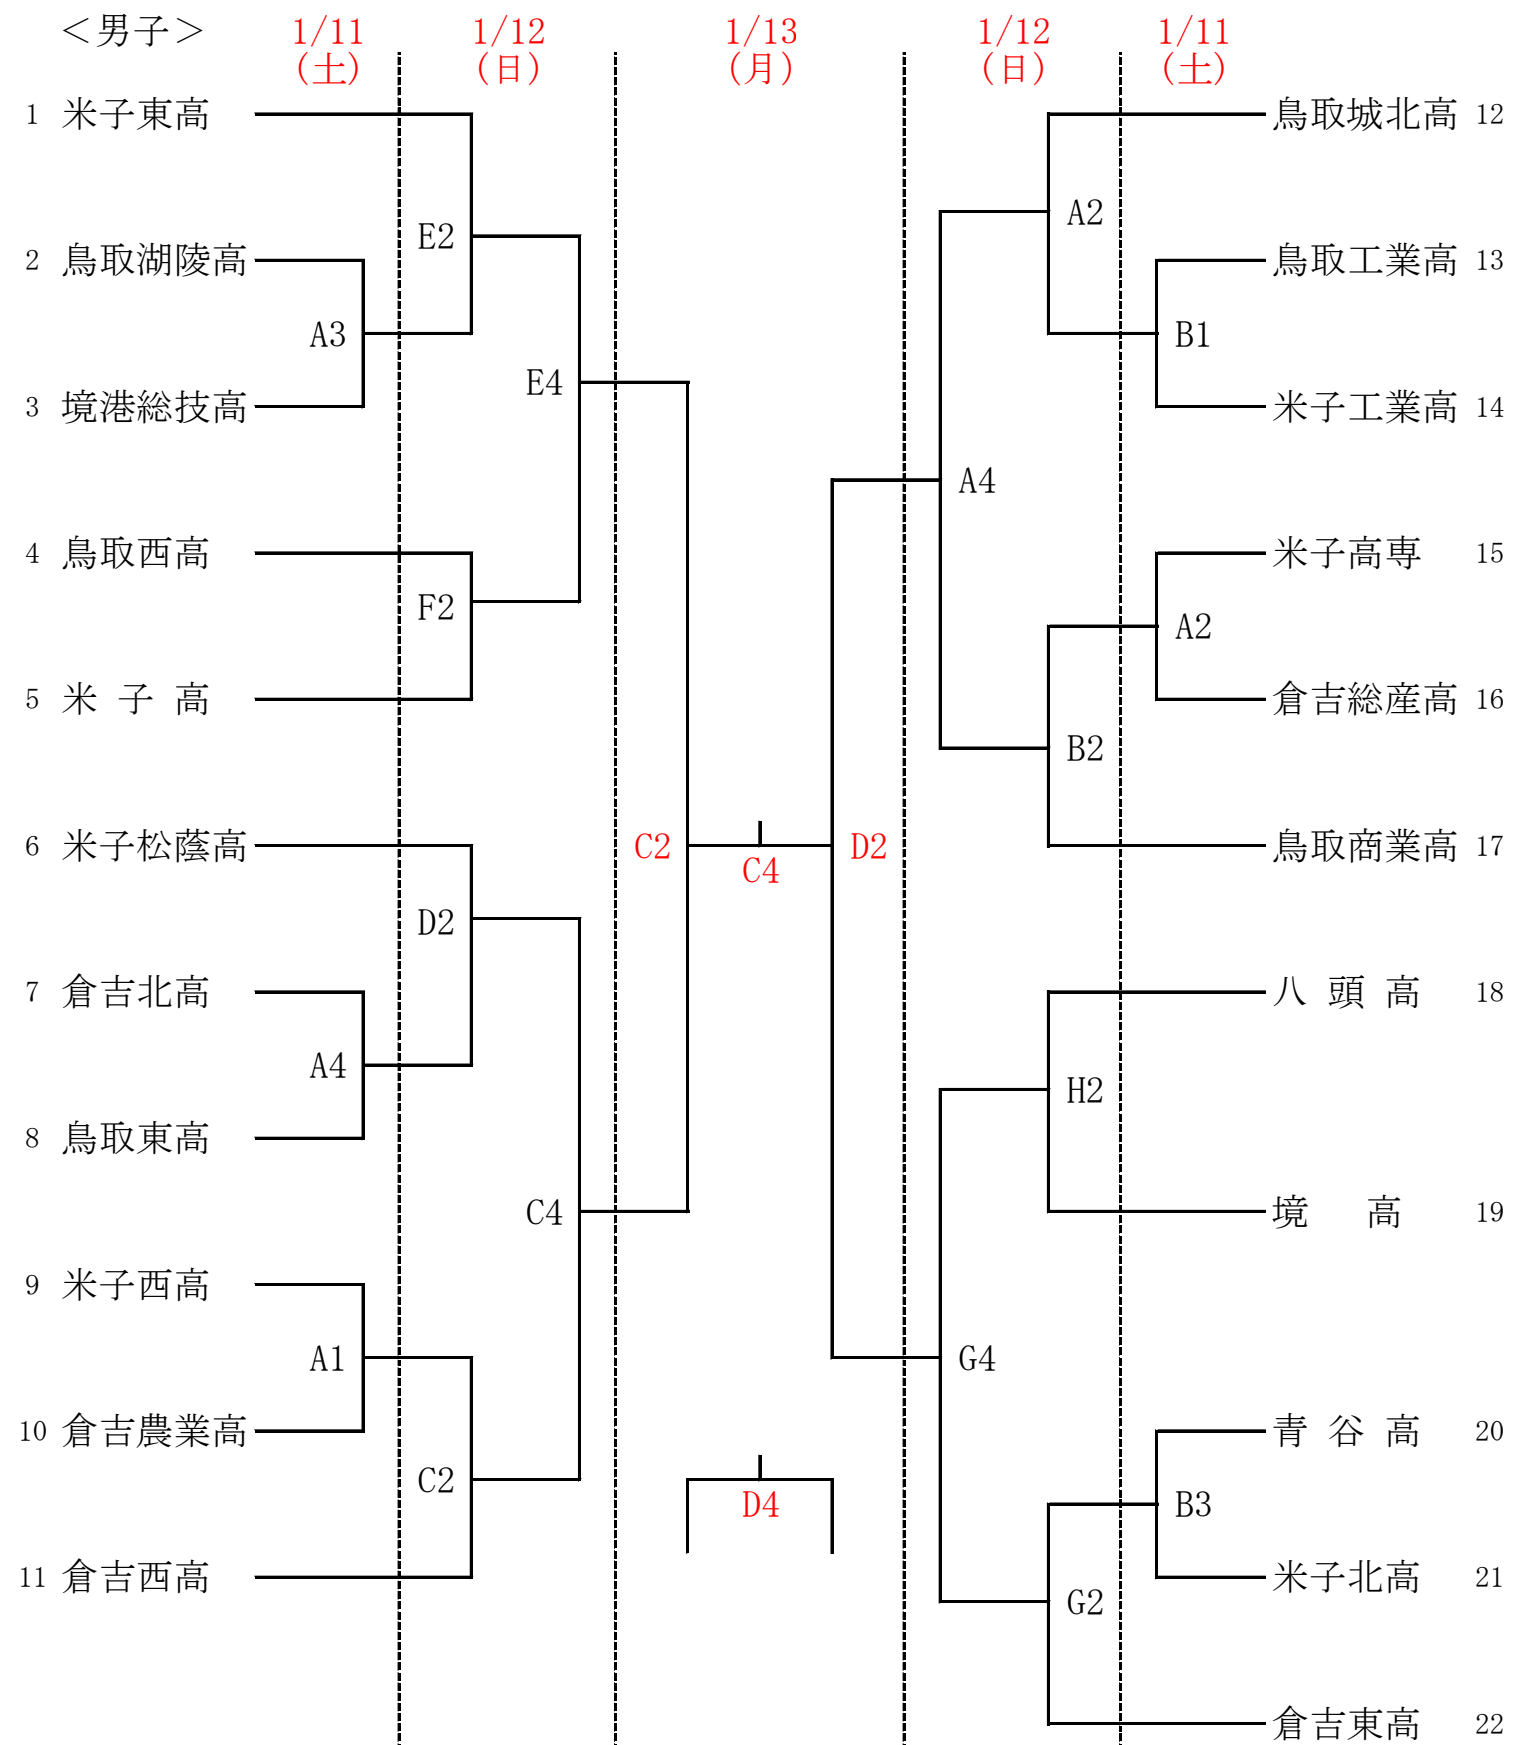 ＜男子＞
1/11
(土)
1/12
(日)
1/13
(月)
1/12
(日)
1/11
(土)
1 米子東高
2 鳥取湖陵高
3 境港総技高
4 鳥取西高
5 米子高
6 米子松蔭高
7 倉吉北高
8 鳥取東高
9 米子西高
10 倉吉農業高
11 倉吉西高
A3
A4
A1
E2
F2
D2
C2
E4
C4
C2
C4
D4
D2
A4
G4
A2
B2
H2
G2
B1
A2
B3
鳥取城北高 12
鳥取工業高 13
米子工業高 14
米子高専 15
倉吉総産高 16
鳥取商業高 17
八頭高 18
境高 19
青谷高 20
米子北高 21
倉吉東高 22